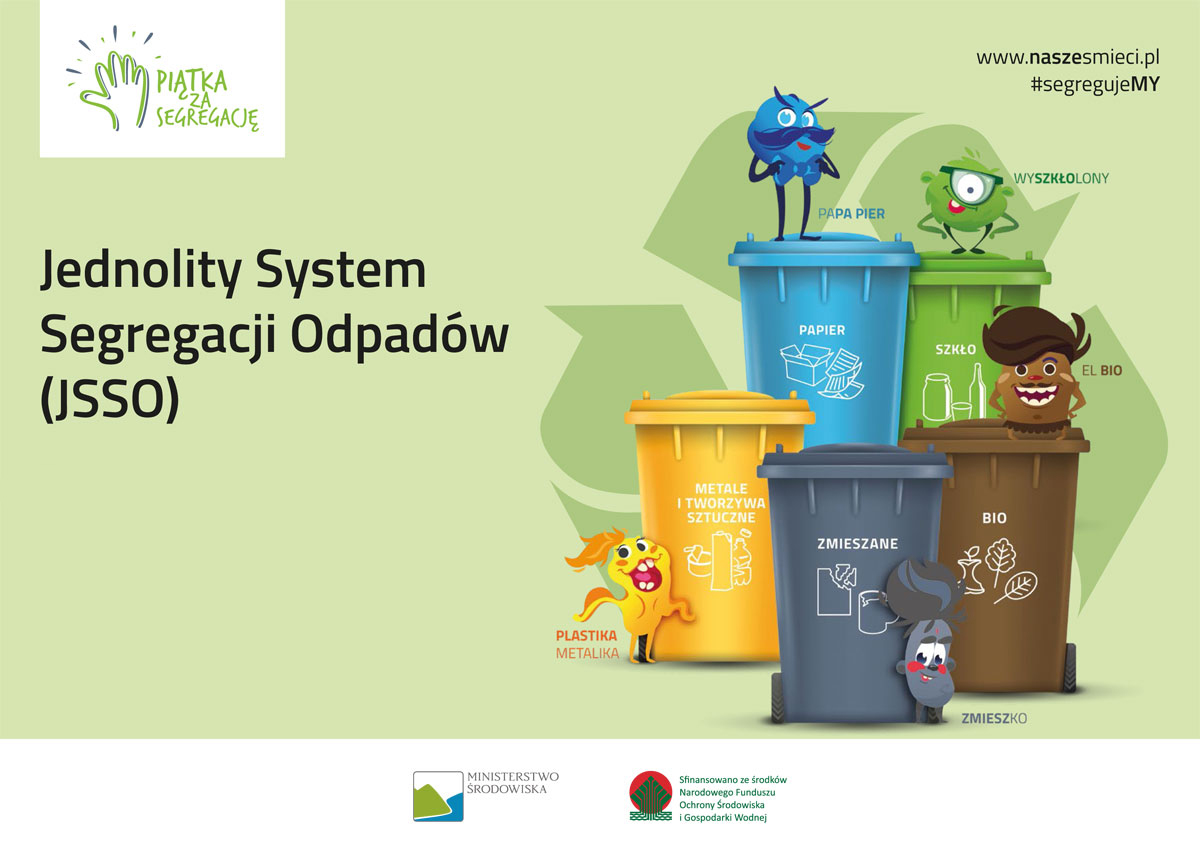 PIĄTKA
ZA
SEGREGACJĘ
www.naszesmieci.pl
#segregujeMY
Jednolity System
Segregacji Odpadów
(JSSO)
WYSZKŁOLONY
PAPA PIER
PAPIER
SZKŁO
EL BIO
METALE
I TWORZYWA
SZTUCZNE
BIO
ZMIESZANE
PLASTIKA
METALIKA
ZMIESZKO
MINISTERSTWO
ŚRODOWISKA
Sfinansowano ze środków
Narodowego Funduszu
Ochrony Środowiska
i Gospodarki Wodnej